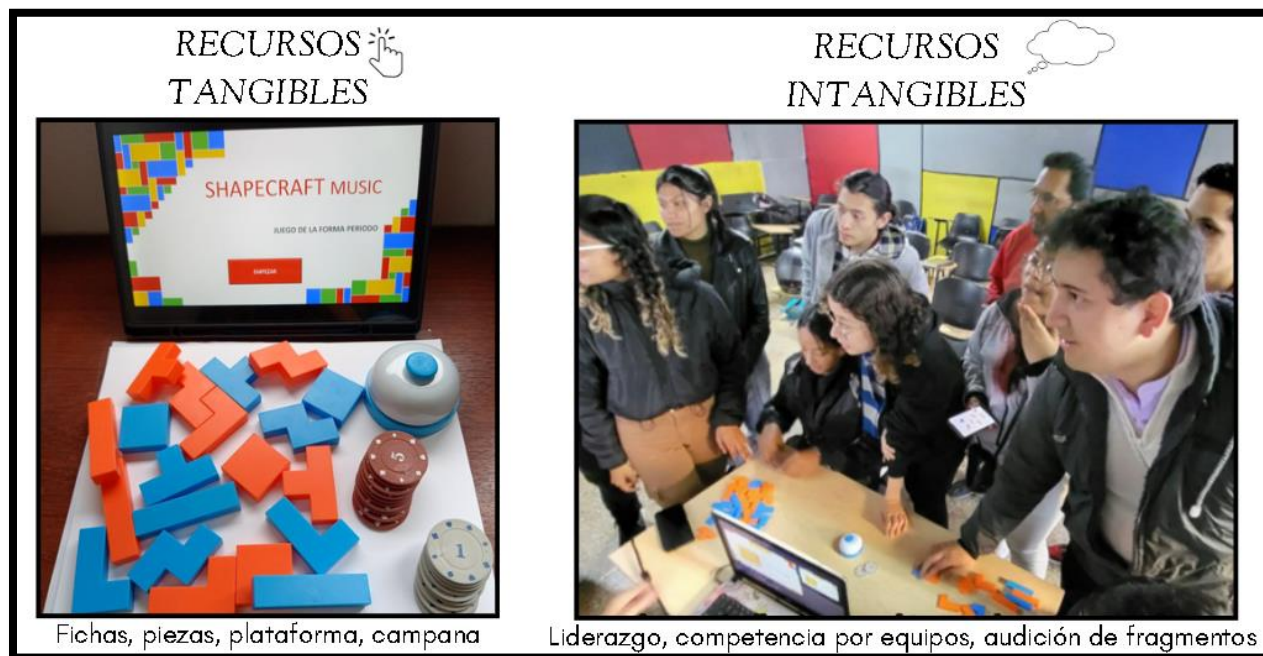 RECURSOS
TANGIBLES
RECURSOS
INTANGIBLES
SHAPECRAFT MUSIC
JUEGO DE LA FORMA PERIODO
EMPEZAR
5
1
Fichas, piezas, plataforma, campana
Liderazgo, competencia por equipos, audición de fragmentos